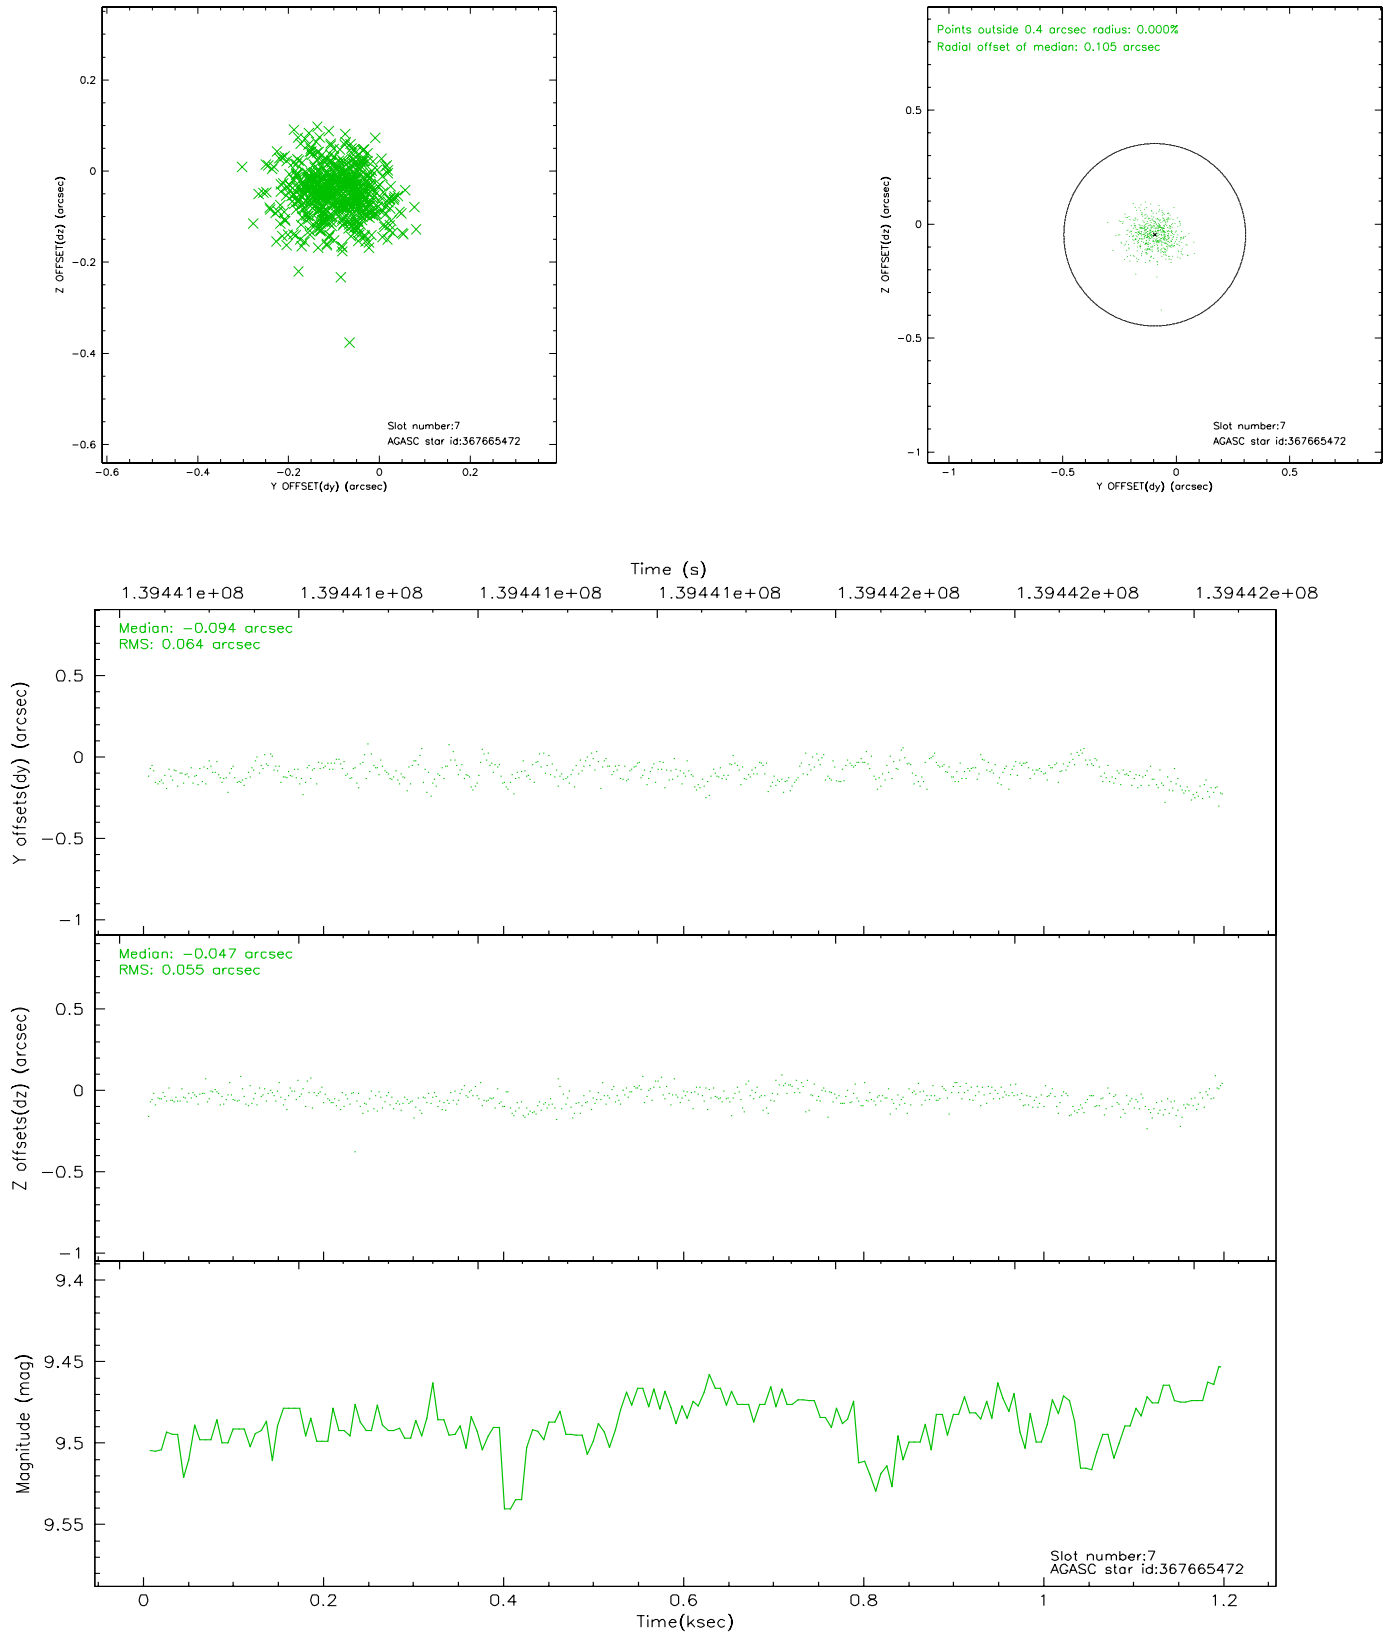 0.2
0
-0.2
-0.4
-0.6
Z OFFSET(dz) (arcsec)
Slot number:7
AGASC star id:367665472
-0.6 -0.4 -0.2 0 0.2
Y OFFSET(dy) (arcsec)
Points outside 0.4 arcsec radius: 0.000%
Radial offset of median: 0.105 arcsec
0.5
0
-0.5
-1
Z OFFSET(dz) (arcsec)
Slot number:7
AGASC star id:367665472
-1 -0.5 0 0.5
Y OFFSET(dy) (arcsec)
Time (s)
1.39441e+08 1.39441e+08 1.39441e+08 1.39441e+08 1.39442e+08 1.39442e+08 1.39442e+08
Median: -0.094 arcsec
RMS: 0.064 arcsec
0.5
0
-0.5
-1
Y offsets(dy) (arcsec)
Median: -0.047 arcsec
RMS: 0.055 arcsec
0.5
0
-0.5
-1
Z offsets(dz) (arcsec)
9.4
9.45
9.5
9.55
Magnitude (mag)
Slot number:7
AGASC star id:367665472
0 0.2 0.4 0.6 0.8 1 1.2
Time(ksec)